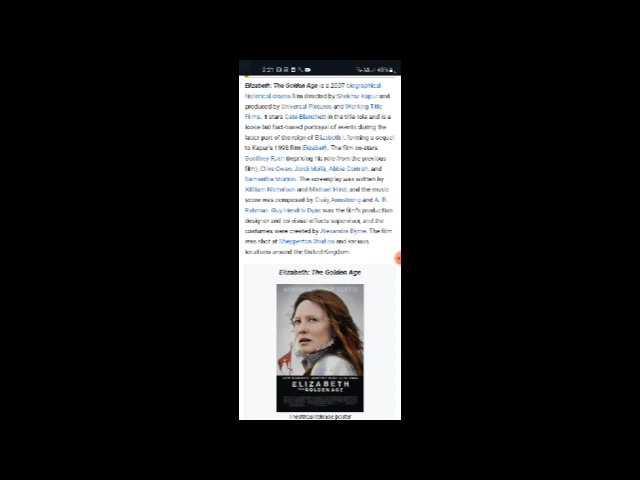 2:21
48%
Elizabeth: The Golden Age is a 2007 biographical
historical drama film directed by Shekhar Kapur and
produced by Universal Pictures and Working Title
Films. It stars Cate Blanchett in the title role and is a
loose but fact-based portrayal of events during the
latter part of the reign of Elizabeth I, forming a sequel
to Kapur's 1998 film Elizabeth. The film co-stars
Geoffrey Rush (reprising his role from the previous
film), Clive Owen, Jordi Mollà, Abbie Cornish, and
Samantha Morton. The screenplay was written by
William Nicholson and Michael Hirst, and the music
score was composed by Craig Armstrong and A. R.
Rahman. Guy Hendrix Dyas was the film's production
designer and co-visual effects supervisor, and the
costumes were created by Alexandra Byrne. The film
was shot at Shepperton Studios and various
locations around the United Kingdom.
Elizabeth: The Golden Age
ELIZABETH
THE GOLDEN AGE
Theatrical release poster